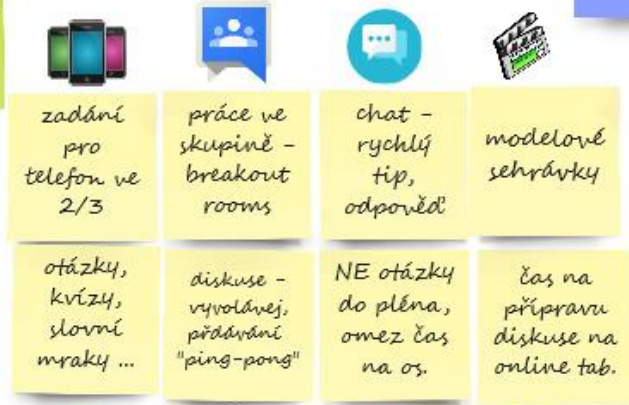 zadání
pro
telefon ve
2/3
práce ve
skupině -
breakout
rooms
chat -
rychlý
tip,
odpověď
modelové
sehrávky
otázky,
kvízy,
slovní
mraky ...
diskuse -
vyvolávej,
přdávání
"ping-pong"
NE otázky
do pléna,
omez čas
na os.
čas na
přípravu
diskuse na
online tab.